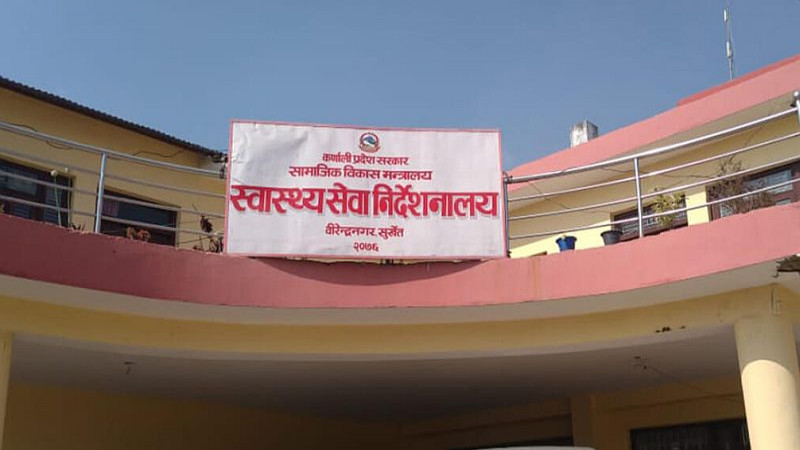 कर्णाली प्रदेश सरकार
सामाजिक विकास मन्त्रालय
स्वास्थ्य सेवा निर्देशनालय
वीरेन्द्रनगर, सुर्खेत
२०७६